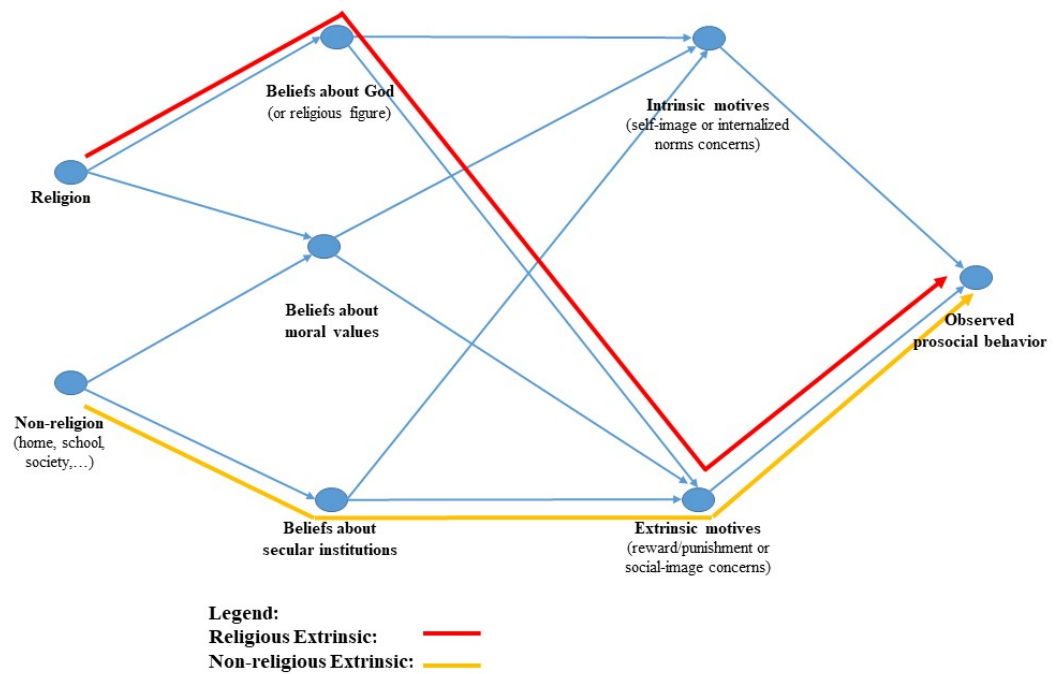 Beliefs about God
(or religious figure)
Intrinsic motives
(self-image or internalized
norms concerns)
Religion
Beliefs about
moral values
Observed
prosocial behavior
Non-religion
(home, school,
society,...)
Beliefs about
secular institutions
Extrinsic motives
(reward/punishment or
social-image concerns)
Legend:
Religious Extrinsic:
Non-religious Extrinsic: